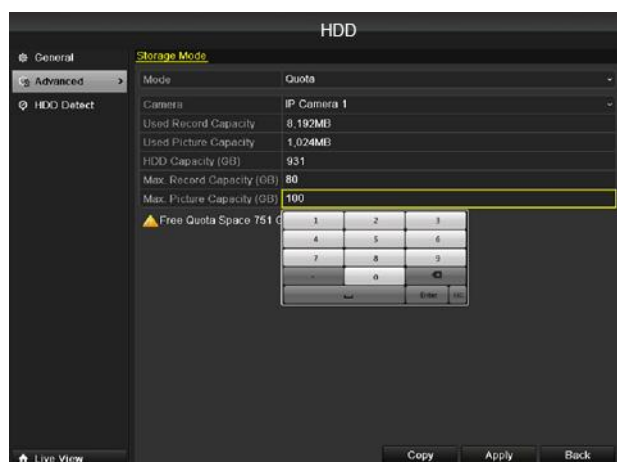 HDD
General
Storage Mode
Advanced >
Mode Quota
HDD Detect
Camera IP Camera 1
Used Record Capacity 8,192MB
Used Picture Capacity 1,024MB
HDD Capacity (GB) 931
Max. Record Capacity (GB) 80
Max. Picture Capacity (GB) 100
Free Quota Space 751 G
1 2 3
4 5 6
7 8 9
0
Enter ESC
Live View
Copy Apply Back